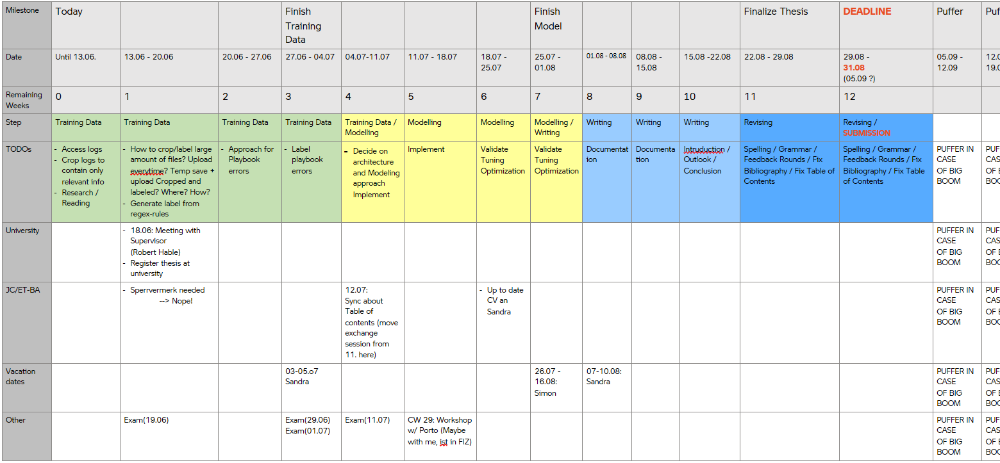 Milestone
Today
Finish
Training
Data
Finish
Model
Finalize Thesis
DEADLINE
Puffer
Puf
Date
Until 13.06.
13.06 - 20.06
20.06 - 27.06
27.06 - 04.07
04.07-11.07
11.07 - 18.07
18.07 -
25.07
25.07 -
01.08
01.08 - 08.08
08.08 -
15.08
15.08 -22.08
22.08 - 29.08
29.08 -
31.08
(05.09 ?)
05.09 -
12.09
12.0
19.0
Remaining
Weeks
0
1
2
3
4
5
6
7
8
9
10
11
12
Step
Training Data
Training Data
Training Data
Training Data
Training Data /
Modelling
Modelling
Modelling
Modelling /
Writing
Writing
Writing
Writing
Revising
Revising /
SUBMISSION
TODOs
- Access logs
- Crop logs to
contain only
relevant info
- Research /
Reading
- How to crop/label large
amount of files? Upload
everytime? Temp save +
upload Cropped and
labeled? Where? How?
- Generate label from
regex-rules
- Approach for
Playbook
errors
- Label
playbook
errors
- Decide on
architecture
and Modeling
approach
Implement
Implement
Validate
Tuning
Optimization
Validate
Tuning
Optimization
Documentat
ion
Documenta
tion
Intruduction /
Outlook /
Conclusion
Spelling / Grammar /
Feedback Rounds / Fix
Bibliography / Fix Table of
Contents
Spelling / Grammar /
Feedback Rounds / Fix
Bibliography / Fix Table
of Contents
PUFFER IN
CASE
OF BIG
BOOM
PUF
CAS
OF B
BOO
University
- 18.06: Meeting with
Supervisor
(Robert Hable)
- Register thesis at
university
PUFFER IN
CASE
OF BIG
BOOM
PUF
CAS
OF B
BOO
JC/ET-BA
- Sperrvermerk needed
--> Nope!
12.07:
Sync about
Table of
contents (move
exchange
session from
11. here)
- Up to date
CV an
Sandra
PUFFER IN
CASE
OF BIG
BOOM
PUF
CAS
OF B
BOO
Vacation
dates
03-05.o7
Sandra
26.07 -
16.08:
Simon
07-10.08:
Sandra
PUFFER IN
CASE
OF BIG
BOOM
PUF
CAS
OF B
BOO
Other
Exam(19.06)
Exam(29.06)
Exam(01.07)
Exam(11.07)
CW 29: Workshop
w/ Porto (Maybe
with me, jst in FIZ)
PUFFER IN
CASE
OF BIG
BOOM
PUF
CAS
OF B
BOO